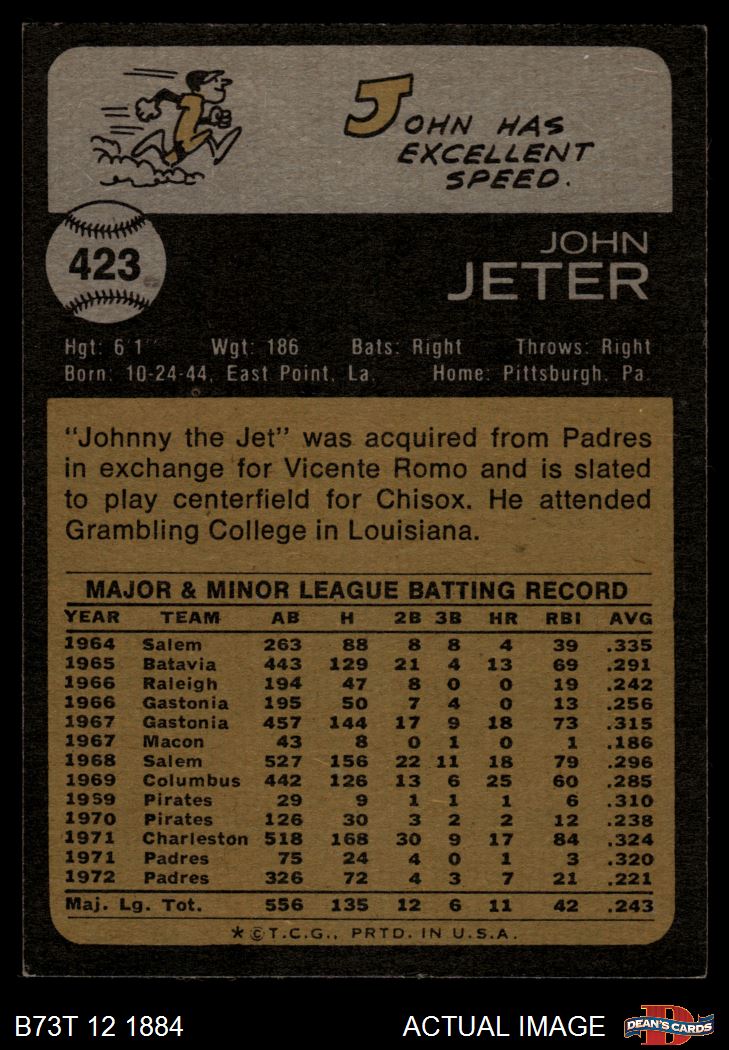 JOHN HAS
EXCELLENT
SPEED.
423
JOHN
JETER
Hgt: 6'1" Wgt: 186 Bats: Right Throws: Right
Born: 10-24-44, East Point, La. Home: Pittsburgh, Pa.
"Johnny the Jet" was acquired from Padres
in exchange for Vicente Romo and is slated
to play centerfield for Chisox. He attended
Grambling College in Louisiana.
MAJOR & MINOR LEAGUE BATTING RECORD
YEAR TEAM AB H 2B 3B HR RBI AVG
1964 Salem 263 88 8 8 4 39 .335
1965 Batavia 443 129 21 4 13 69 .291
1966 Raleigh 194 47 8 0 0 19 .242
1966 Gastonia 195 50 7 4 0 13 .256
1967 Gastonia 457 144 17 9 18 73 .315
1967 Macon 43 8 0 1 0 1 .186
1968 Salem 527 156 22 11 18 79 .296
1969 Columbus 442 126 13 6 25 60 .285
1959 Pirates 29 9 1 1 1 6 .310
1970 Pirates 126 30 3 2 2 12 .238
1971 Charleston 518 168 30 9 17 84 .324
1971 Padres 75 24 4 0 1 3 .320
1972 Padres 326 72 4 3 7 21 .221
Maj. Lg. Tot. 556 135 12 6 11 42 .243
*©T.C.G., PRTD. IN U.S.A.
B73T 12 1884 ACTUAL IMAGE
D
DEAN'S CARDS